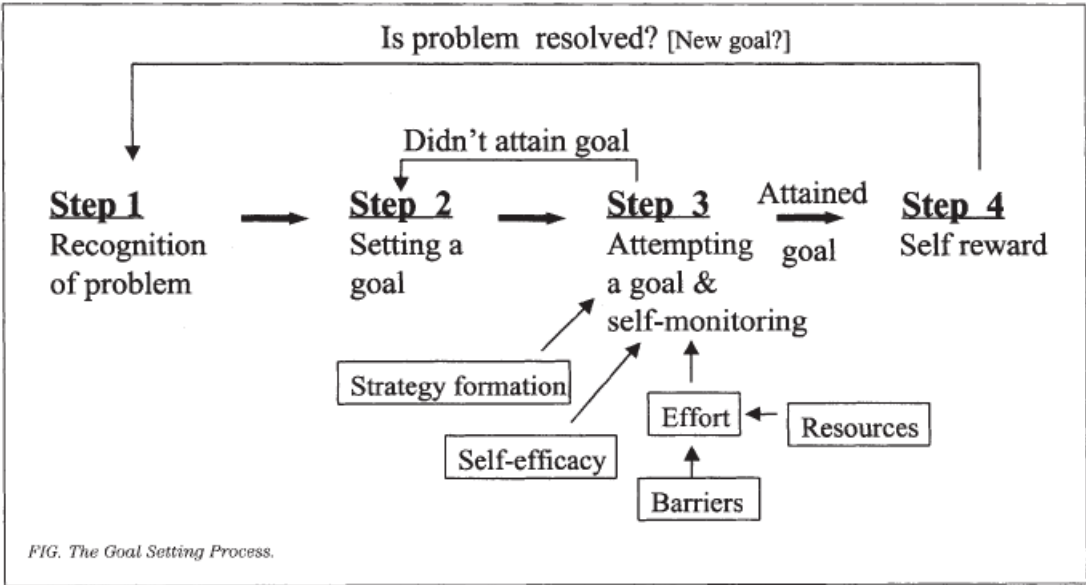 Is problem resolved? [New goal?]
Didn't attain goal
Step 1
Recognition
of problem
Step 2
Setting a
goal
Step 3
Attempting
a goal &
self-monitoring
Attained
goal
Step 4
Self reward
Strategy formation
Self-efficacy
Effort
Resources
Barriers
FIG. The Goal Setting Process.